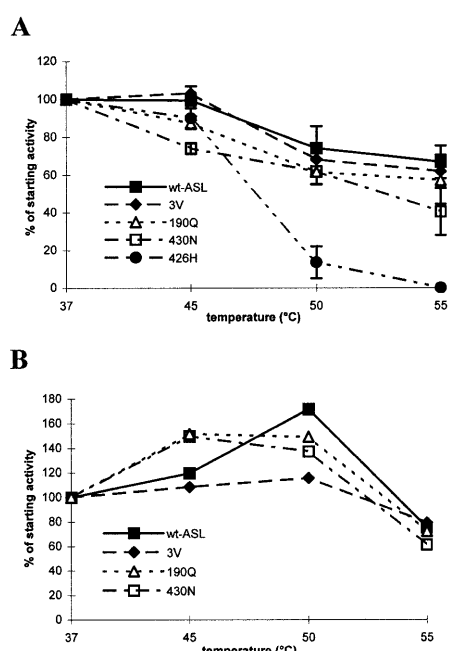 A
120
100
80
60
40
20
0
% of starting activity
wt-ASL
3V
190Q
430N
426H
37 45 50 55
temperature (°C)
B
180
160
140
120
100
80
60
40
20
0
% of starting activity
wt-ASL
3V
190Q
430N
37 45 50 55
temperature (°C)